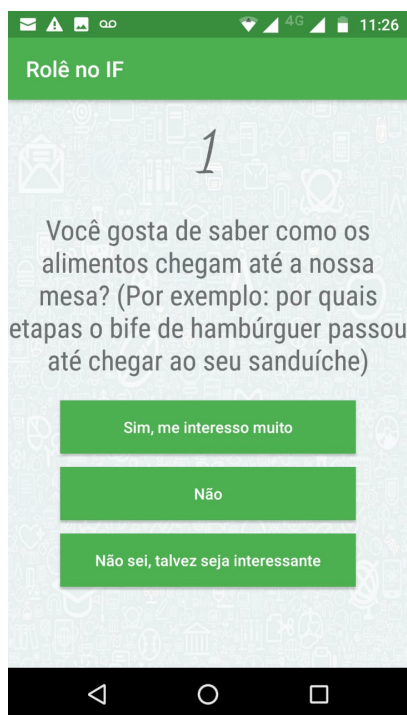 4G 11:26
Rolê no IF
1
Você gosta de saber como os
alimentos chegam até a nossa
mesa? (Por exemplo: por quais
etapas o bife de hambúrguer passou
até chegar ao seu sanduíche)
Sim, me interesso muito
Não
Não sei, talvez seja interessante